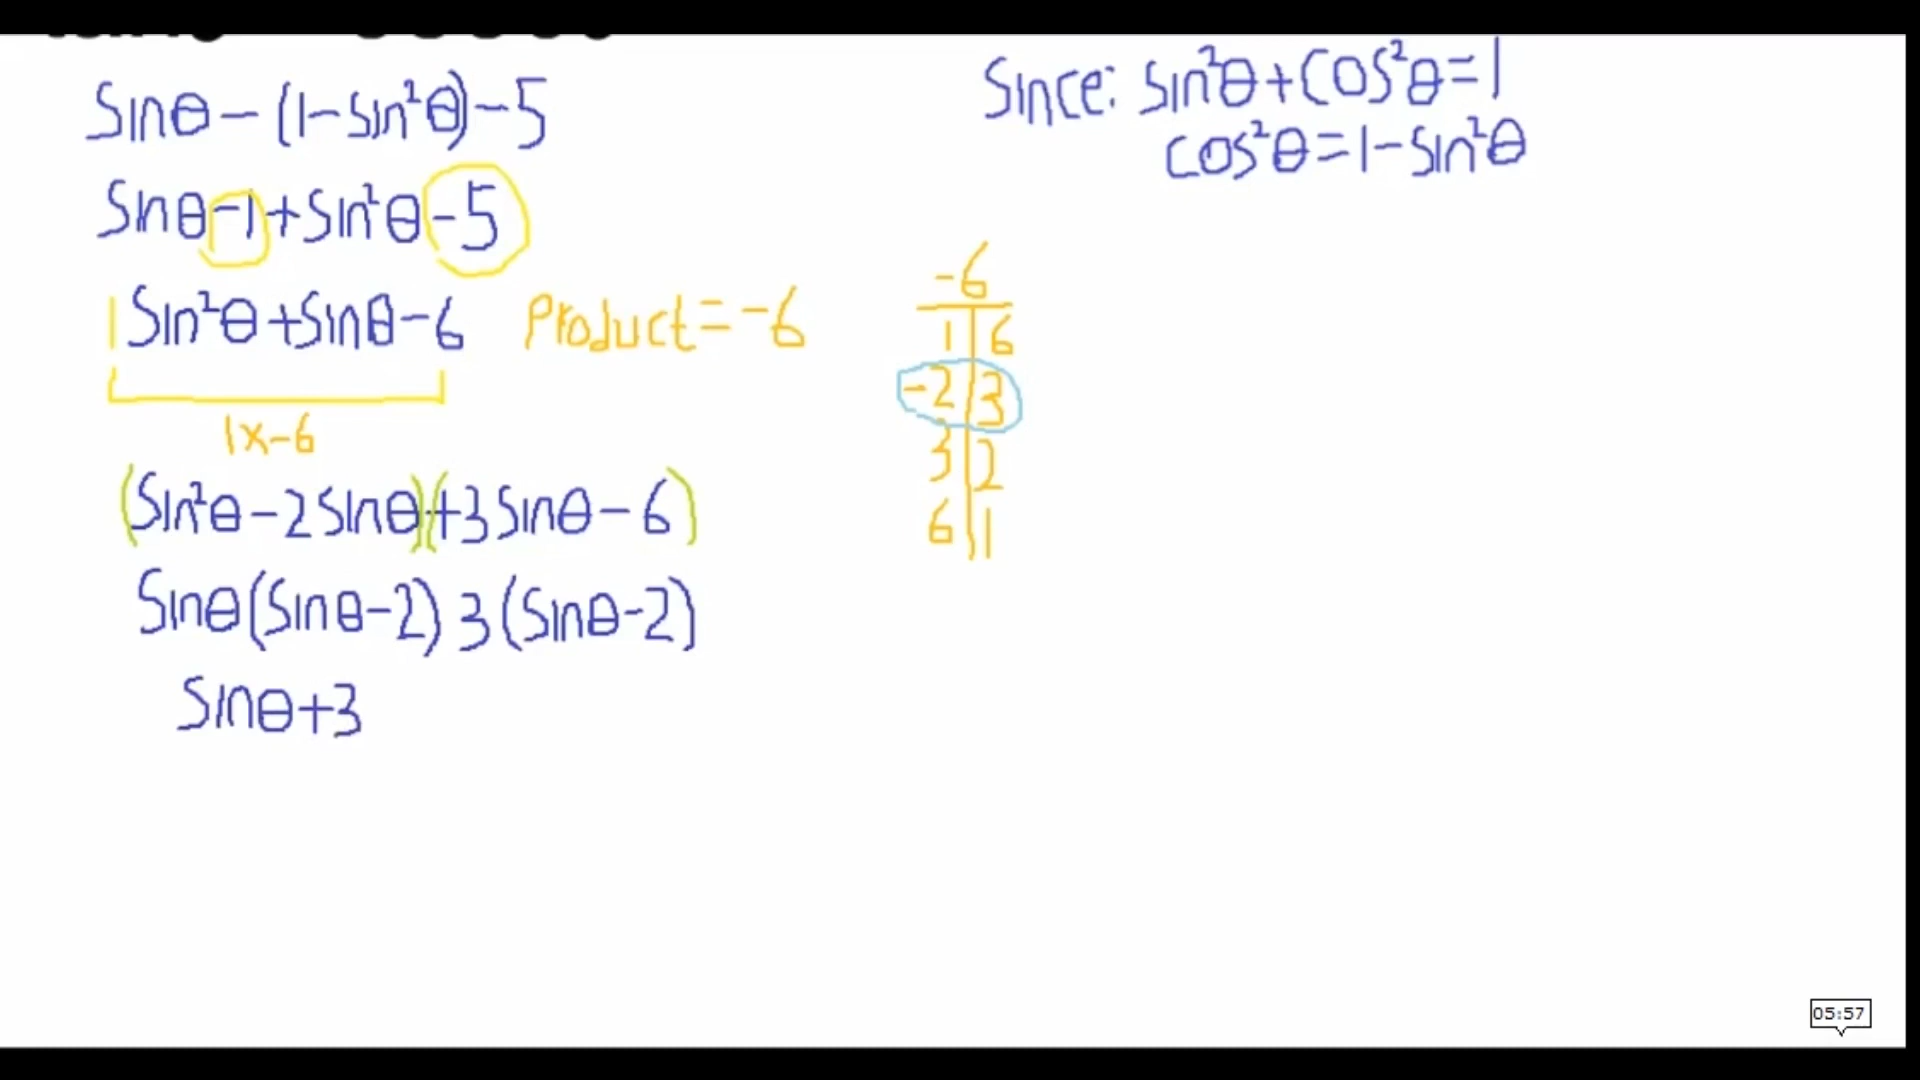 Sinθ-(1-sin²θ)-5
Sinθ-1+Sin²θ-5
1Sin²θ+Sinθ-6 Product=-6
1x-6
(Sin²θ-2Sinθ)(+3Sinθ-6)
Sinθ(Sinθ-2) 3(Sinθ-2)
Sinθ+3
Since: Sin²θ+Cos²θ=1
Cos²θ=1-Sin²θ
-6
1 6
-2 3
3 2
6 1
05:57